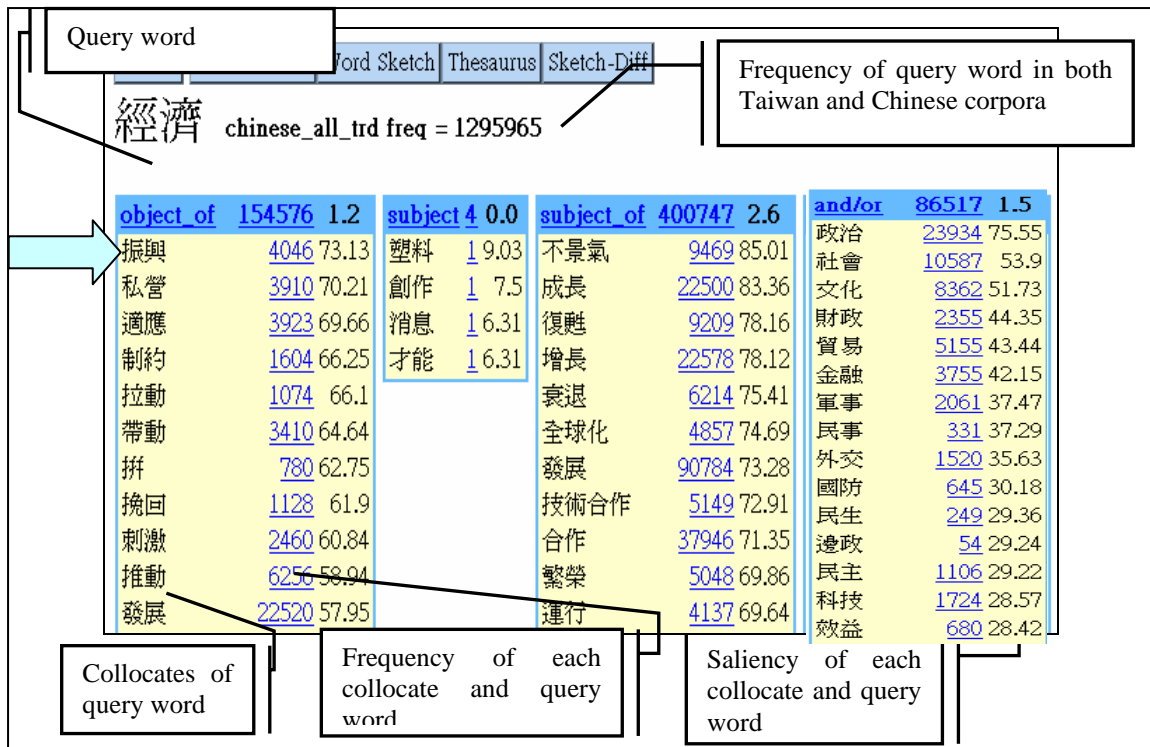 Query word
Word Sketch Thesaurus Sketch-Diff
Frequency of query word in both
Taiwan and Chinese corpora
經濟 chinese_all_trd freq = 1295965
object_of 154576 1.2
振興 4046 73.13
私營 3910 70.21
適應 3923 69.66
制約 1604 66.25
拉動 1074 66.1
帶動 3410 64.64
拚 780 62.75
挽回 1128 61.9
刺激 2460 60.84
推動 6256 58.94
發展 22520 57.95
subject 4 0.0
塑料 1 9.03
創作 1 7.5
消息 1 6.31
才能 1 6.31
subject_of 400747 2.6
不景氣 9469 85.01
成長 22500 83.36
復甦 9209 78.16
增長 22578 78.12
衰退 6214 75.41
全球化 4857 74.69
發展 90784 73.28
技術合作 5149 72.91
合作 37946 71.35
繁榮 5048 69.86
運行 4137 69.64
and/or 86517 1.5
政治 23934 75.55
社會 10587 53.9
文化 8362 51.73
財政 2355 44.35
貿易 5155 43.44
金融 3755 42.15
軍事 2061 37.47
民事 331 37.29
外交 1520 35.63
國防 645 30.18
民生 249 29.36
邊政 54 29.24
民主 1106 29.22
科技 1724 28.57
效益 680 28.42
Collocates of
query word
Frequency of each
collocate and query
word
Saliency of each
collocate and query
word